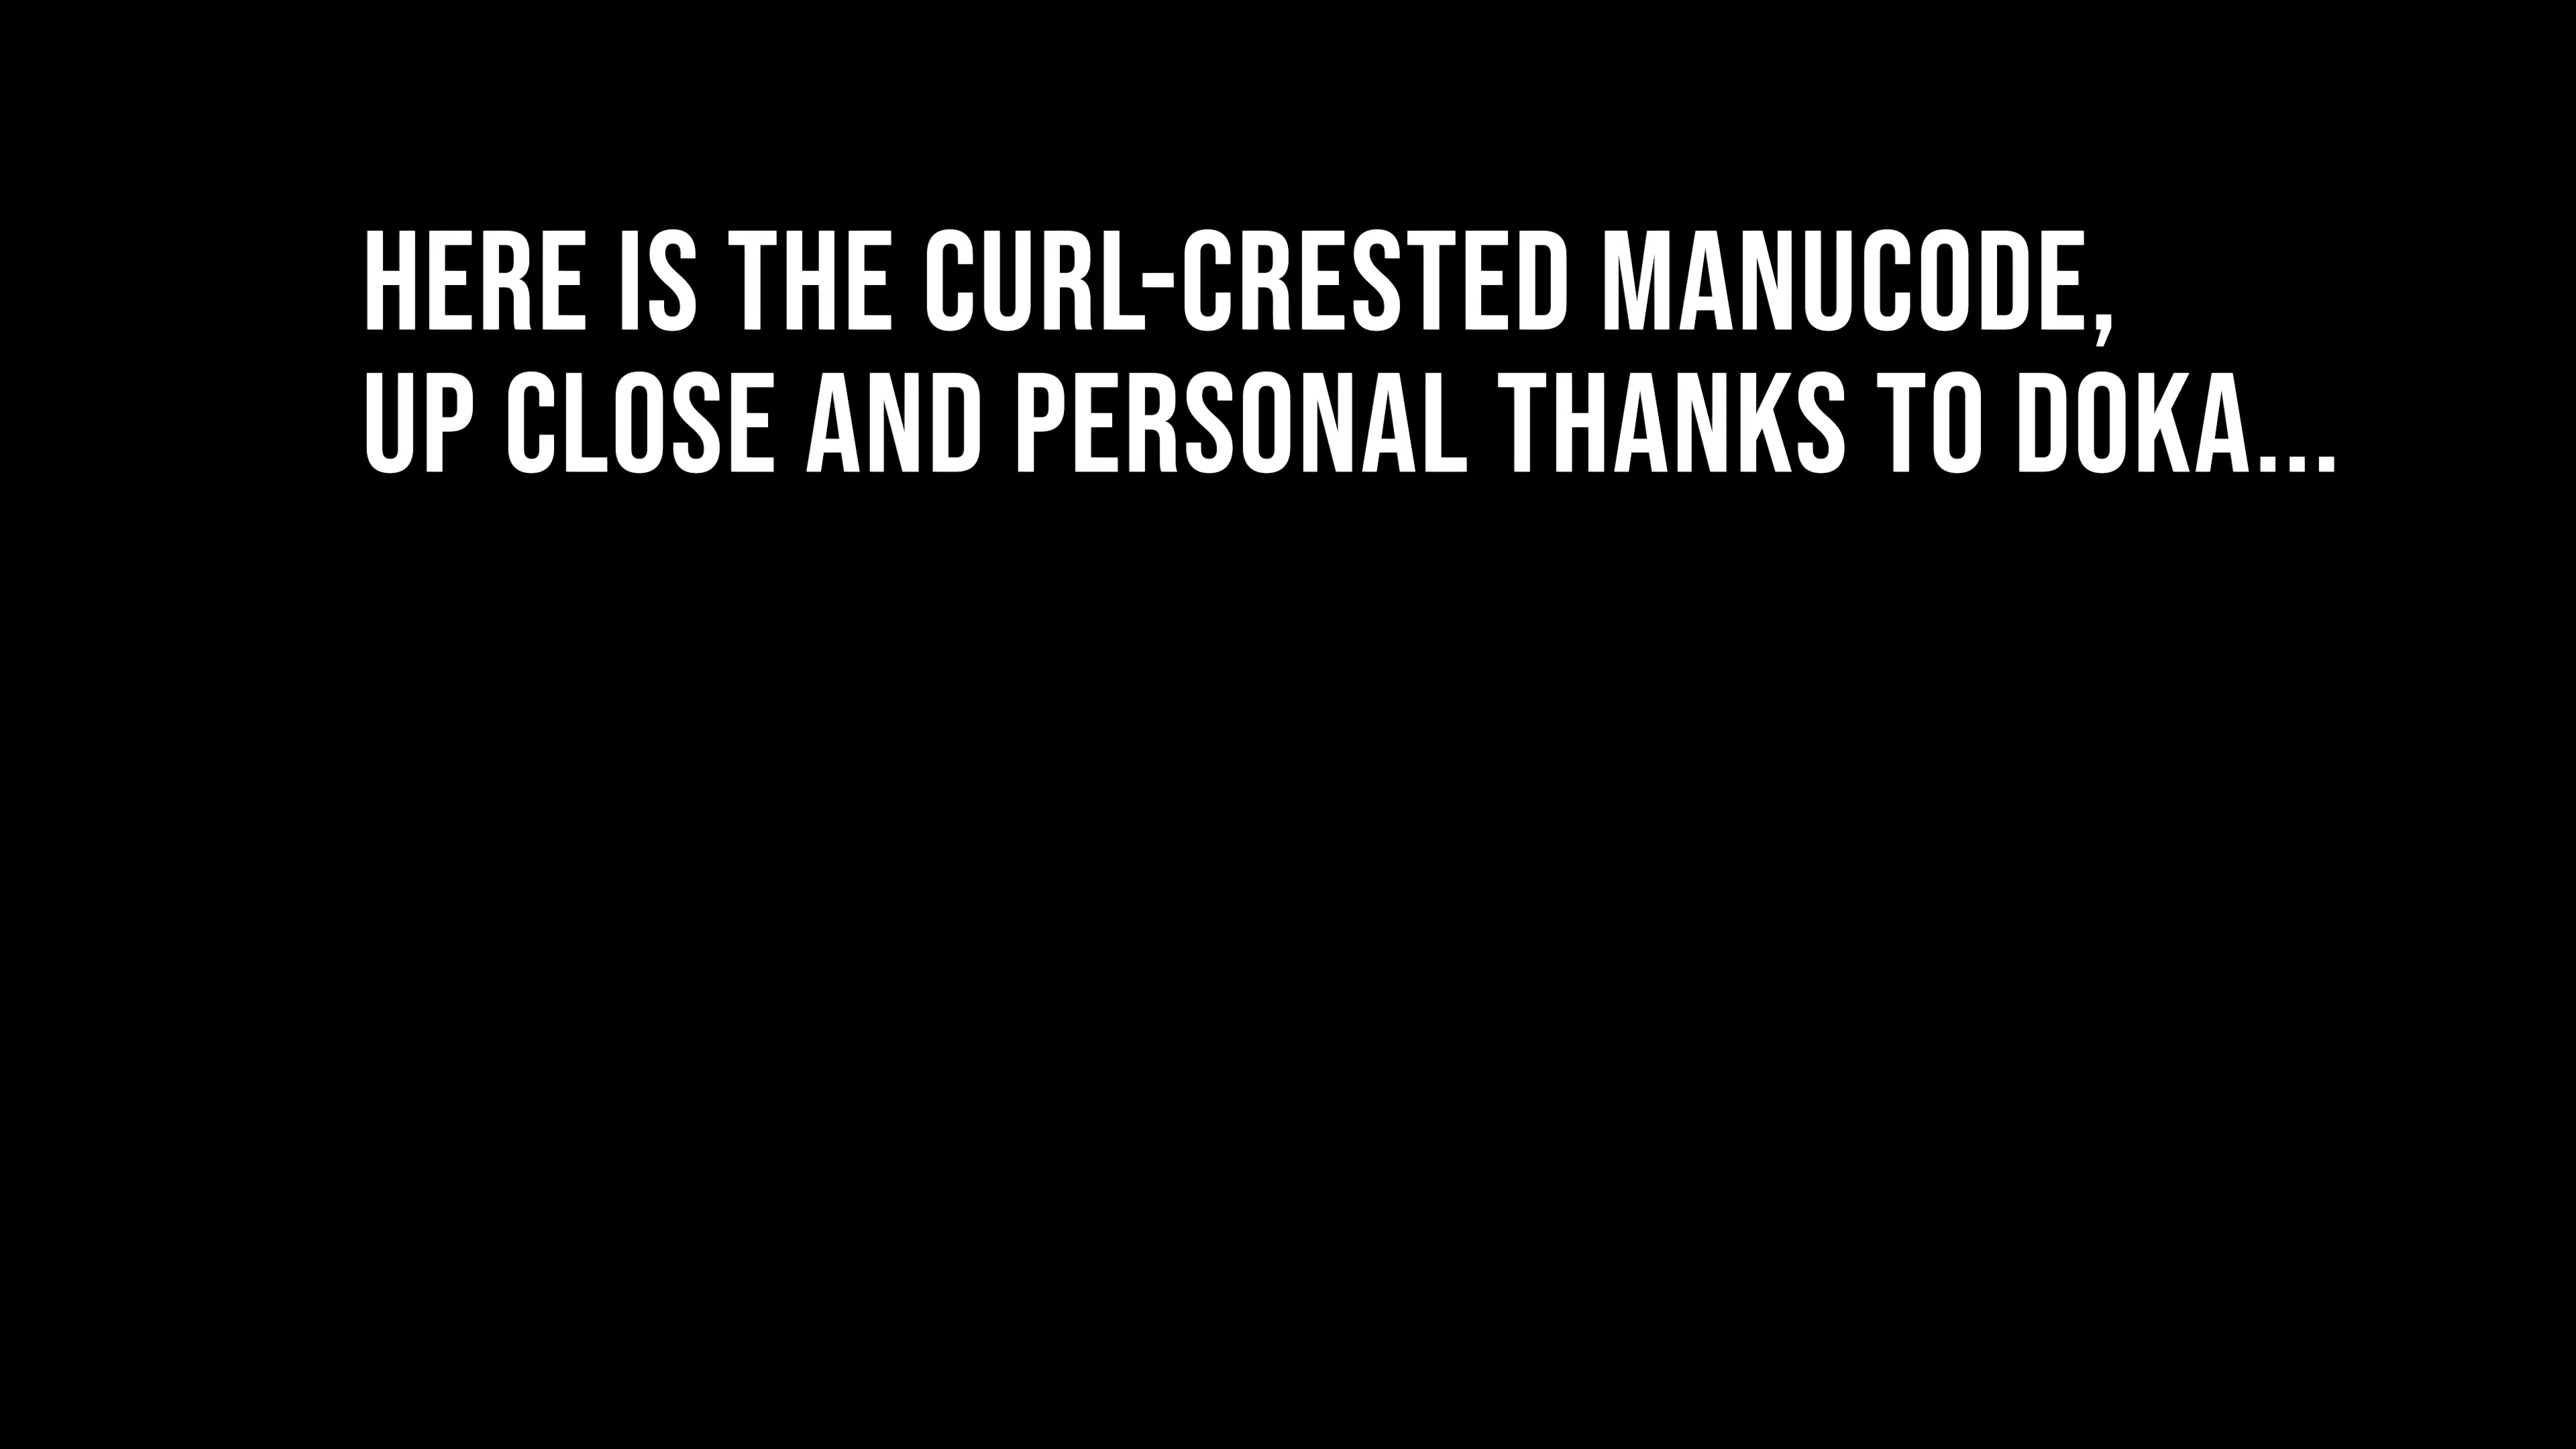 HERE IS THE CURL-CRESTED MANUCODE,
UP CLOSE AND PERSONAL THANKS TO DOKA...